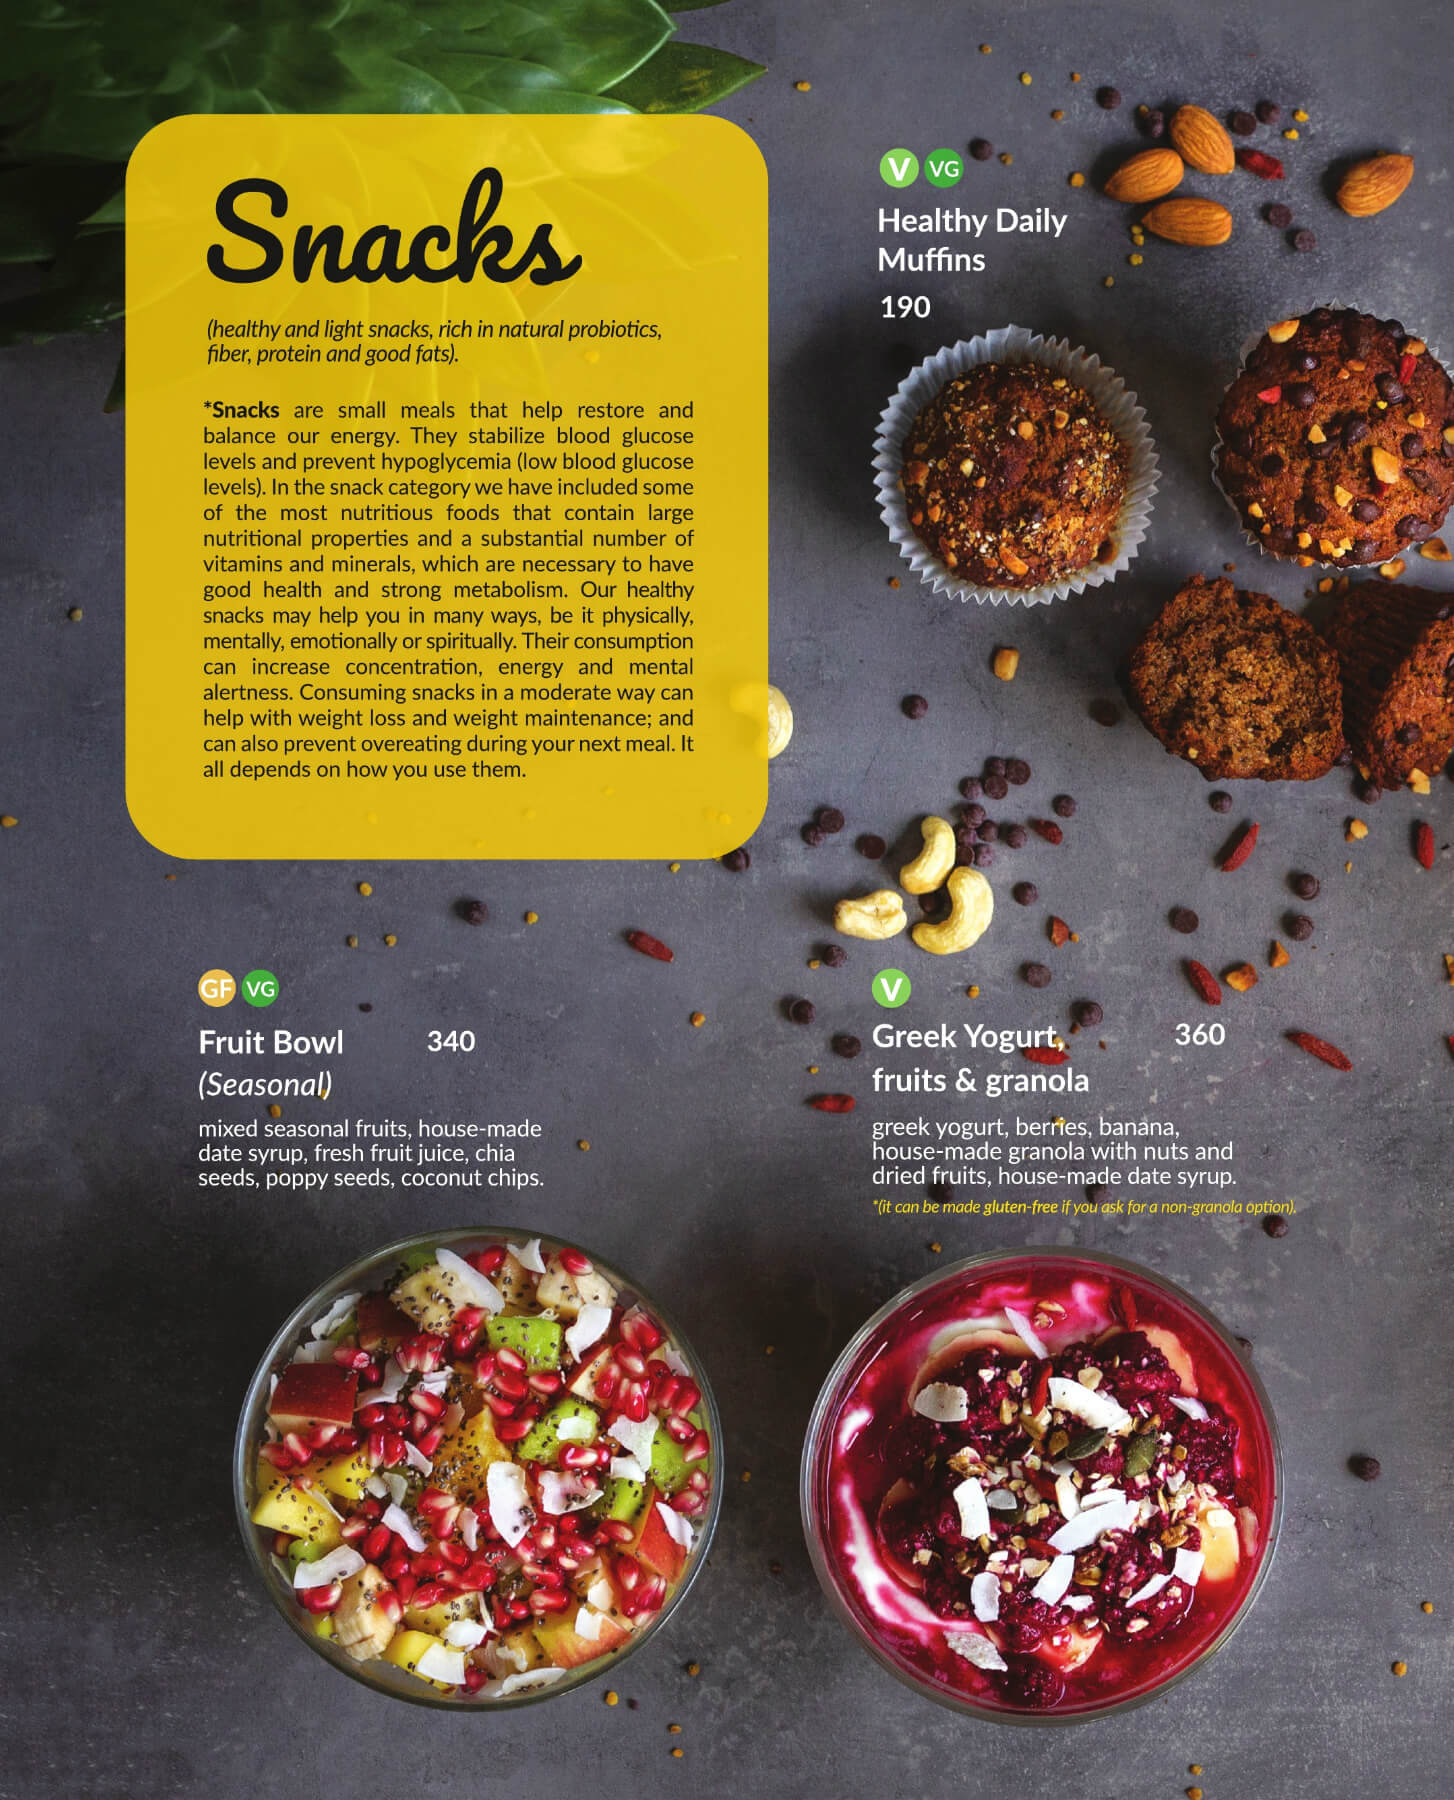 Snacks
(healthy and light snacks, rich in natural probiotics,
fiber, protein and good fats).
*Snacks are small meals that help restore and
balance our energy. They stabilize blood glucose
levels and prevent hypoglycemia (low blood glucose
levels). In the snack category we have included some
of the most nutritious foods that contain large
nutritional properties and a substantial number of
vitamins and minerals, which are necessary to have
good health and strong metabolism. Our healthy
snacks may help you in many ways, be it physically,
mentally, emotionally or spiritually. Their consumption
can increase concentration, energy and mental
alertness. Consuming snacks in a moderate way can
help with weight loss and weight maintenance; and
can also prevent overeating during your next meal. It
all depends on how you use them.
V VG
Healthy Daily
Muffins
190
GF VG
Fruit Bowl 340
(Seasonal)
mixed seasonal fruits, house-made
date syrup, fresh fruit juice, chia
seeds, poppy seeds, coconut chips.
V
Greek Yogurt, 360
fruits & granola
greek yogurt, berries, banana,
house-made granola with nuts and
dried fruits, house-made date syrup.
*(it can be made gluten-free if you ask for a non-granola option).